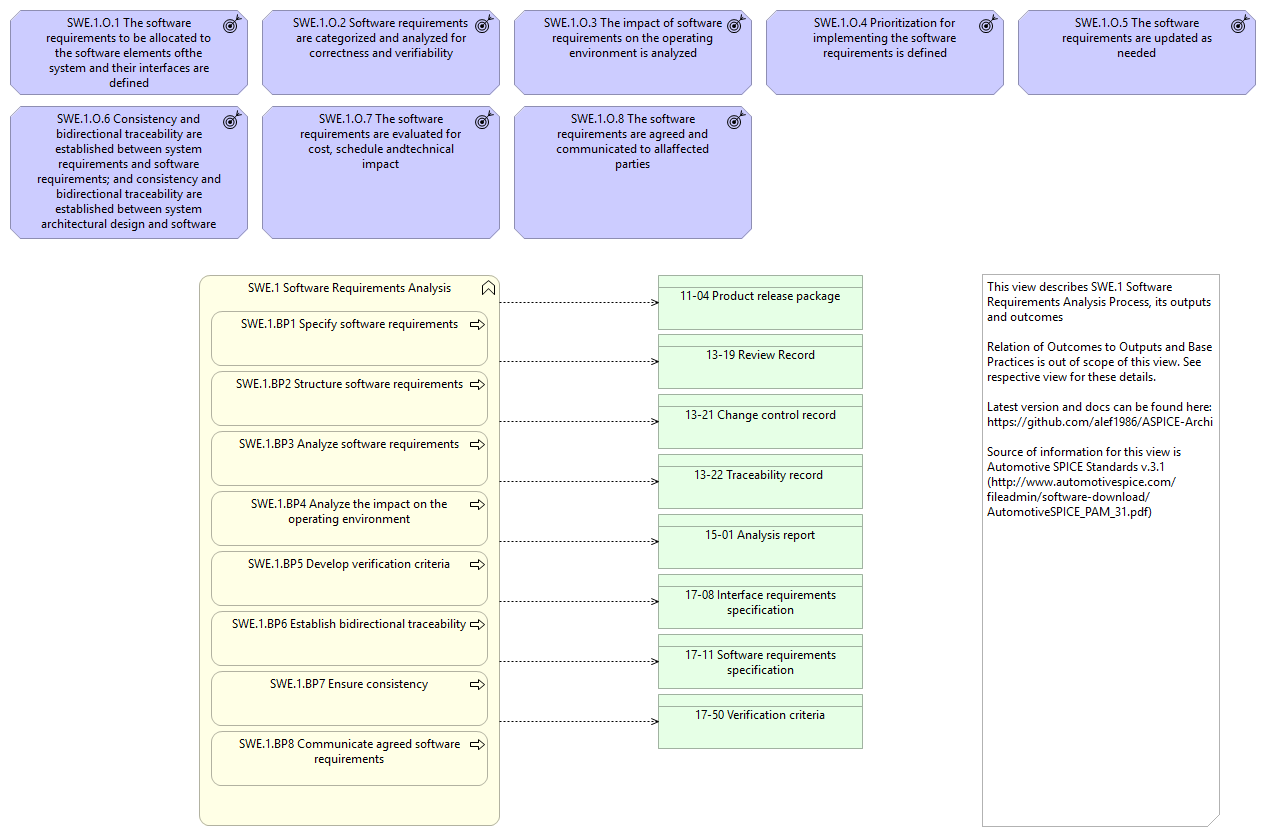 SWE.1.O.1 The software
requirements to be allocated to
the software elements ofthe
system and their interfaces are
defined
SWE.1.O.2 Software requirements
are categorized and analyzed for
correctness and verifiability
SWE.1.O.3 The impact of software
requirements on the operating
environment is analyzed
SWE.1.O.4 Prioritization for
implementing the software
requirements is defined
SWE.1.O.5 The software
requirements are updated as
needed
SWE.1.O.6 Consistency and
bidirectional traceability are
established between system
requirements and software
requirements; and consistency and
bidirectional traceability are
established between system
architectural design and software
SWE.1.O.7 The software
requirements are evaluated for
cost, schedule andtechnical
impact
SWE.1.O.8 The software
requirements are agreed and
communicated to allaffected
parties
SWE.1 Software Requirements Analysis
SWE.1.BP1 Specify software requirements
SWE.1.BP2 Structure software requirements
SWE.1.BP3 Analyze software requirements
SWE.1.BP4 Analyze the impact on the
operating environment
SWE.1.BP5 Develop verification criteria
SWE.1.BP6 Establish bidirectional traceability
SWE.1.BP7 Ensure consistency
SWE.1.BP8 Communicate agreed software
requirements
11-04 Product release package
13-19 Review Record
13-21 Change control record
13-22 Traceability record
15-01 Analysis report
17-08 Interface requirements
specification
17-11 Software requirements
specification
17-50 Verification criteria
This view describes SWE.1 Software
Requirements Analysis Process, its outputs
and outcomes
Relation of Outcomes to Outputs and Base
Practices is out of scope of this view. See
respective view for these details.
Latest version and docs can be found here:
https://github.com/alef1986/ASPICE-Archi
Source of information for this view is
Automotive SPICE Standards v.3.1
(http://www.automotivespice.com/
fileadmin/software-download/
AutomotiveSPICE_PAM_31.pdf)